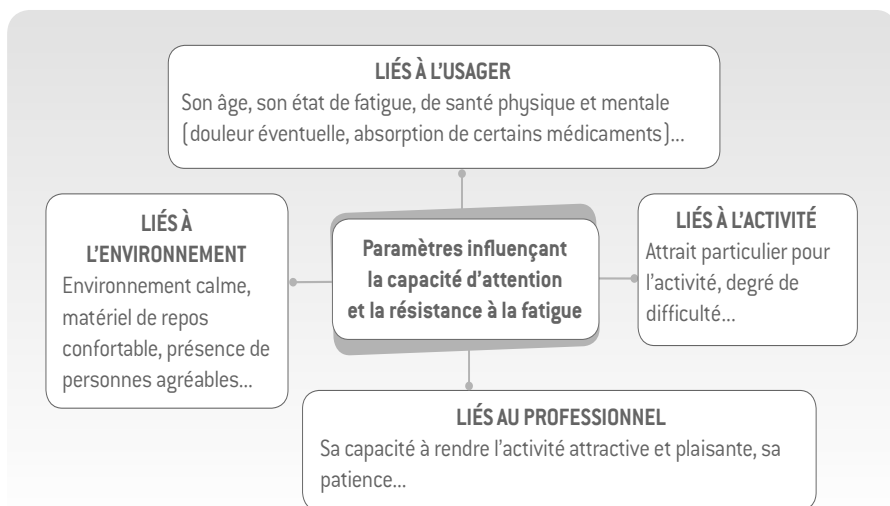 LIÉS À L'USAGER
Son âge, son état de fatigue, de santé physique et mentale
(douleur éventuelle, absorption de certains médicaments)...
LIÉS À
L'ENVIRONNEMENT
Environnement calme,
matériel de repos
confortable, présence de
personnes agréables...
Paramètres influençant
la capacité d'attention
et la résistance à la fatigue
LIÉS À L'ACTIVITÉ
Attrait particulier pour
l'activité, degré de
difficulté...
LIÉS AU PROFESSIONNEL
Sa capacité à rendre l'activité attractive et plaisante, sa
patience...